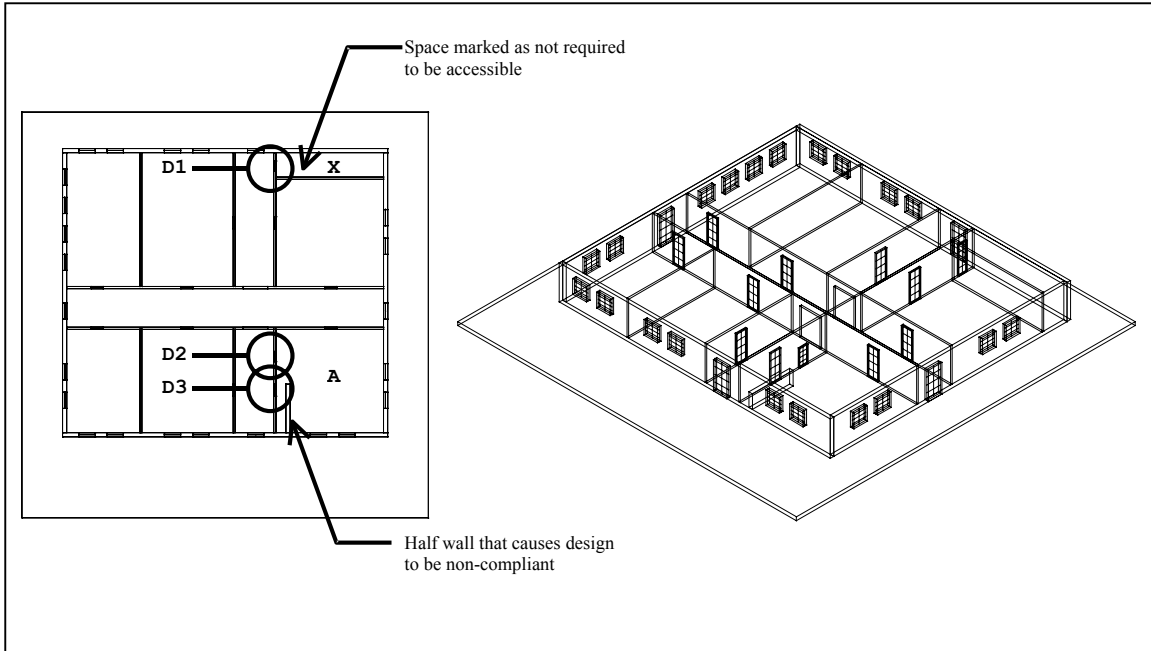 Space marked as not required
to be accessible
D1
X
D2
A
D3
Half wall that causes design
to be non-compliant